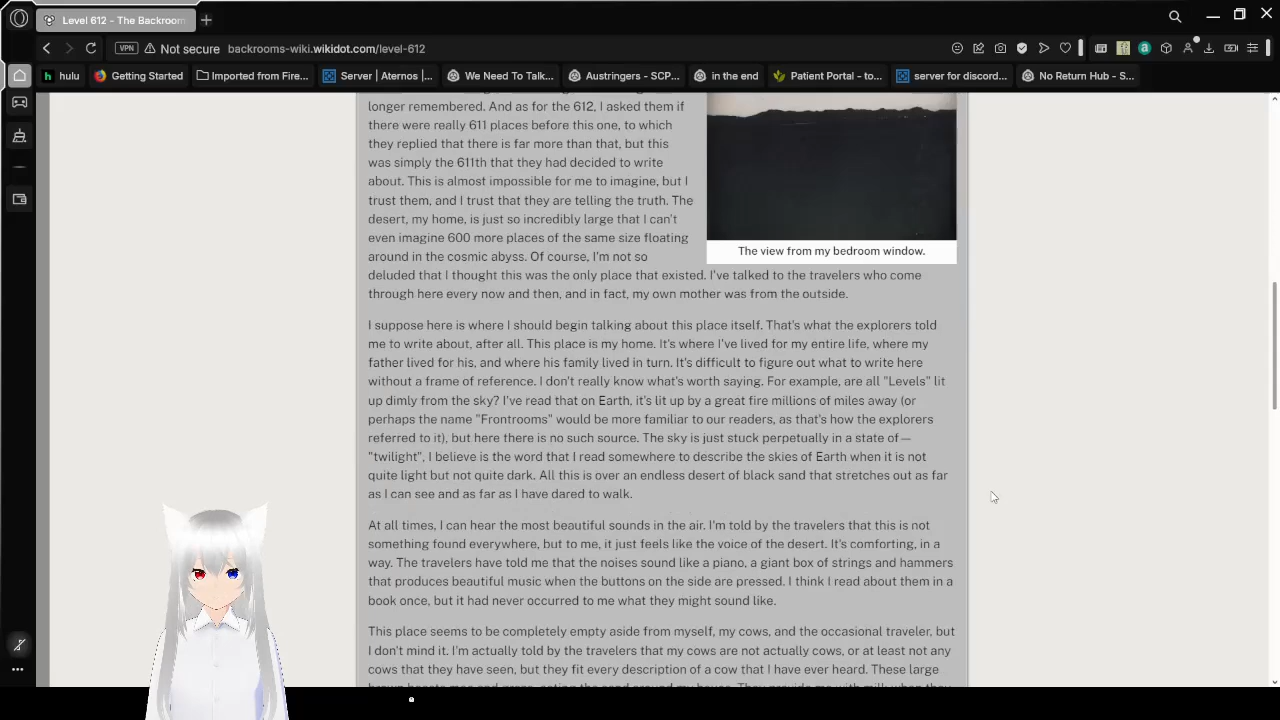 Level 612 - The Backroom
Not secure backrooms-wiki.wikidot.com/level-612
VPN
hulu Getting Started Imported from Fire... Server | Aternos |... We Need To Talk... Austringers - SCP... in the end Patient Portal - to... server for discord... No Return Hub - S...
longer remembered. And as for the 612, I asked them if
there were really 611 places before this one, to which
they replied that there is far more than that, but this
was simply the 611th that they had decided to write
about. This is almost impossible for me to imagine, but I
trust them, and I trust that they are telling the truth. The
desert, my home, is just so incredibly large that I can't
even imagine 600 more places of the same size floating
around in the cosmic abyss. Of course, I'm not so
deluded that I thought this was the only place that existed. I've talked to the travelers who come
through here every now and then, and in fact, my own mother was from the outside.
The view from my bedroom window.
I suppose here is where I should begin talking about this place itself. That's what the explorers told
me to write about, after all. This place is my home. It's where I've lived for my entire life, where my
father lived for his, and where his family lived in turn. It's difficult to figure out what to write here
without a frame of reference. I don't really know what's worth saying. For example, are all "Levels" lit
up dimly from the sky? I've read that on Earth, it's lit up by a great fire millions of miles away (or
perhaps the name "Frontrooms" would be more familiar to our readers, as that's how the explorers
referred to it), but here there is no such source. The sky is just stuck perpetually in a state of—
"twilight", I believe is the word that I read somewhere to describe the skies of Earth when it is not
quite light but not quite dark. All this is over an endless desert of black sand that stretches out as far
as I can see and as far as I have dared to walk.
At all times, I can hear the most beautiful sounds in the air. I'm told by the travelers that this is not
something found everywhere, but to me, it just feels like the voice of the desert. It's comforting, in a
way. The travelers have told me that the noises sound like a piano, a giant box of strings and hammers
that produces beautiful music when the buttons on the side are pressed. I think I read about them in a
book once, but it had never occurred to me what they might sound like.
This place seems to be completely empty aside from myself, my cows, and the occasional traveler, but
I don't mind it. I'm actually told by the travelers that my cows are not actually cows, or at least not any
cows that they have seen, but they fit every description of a cow that I have ever heard. These large